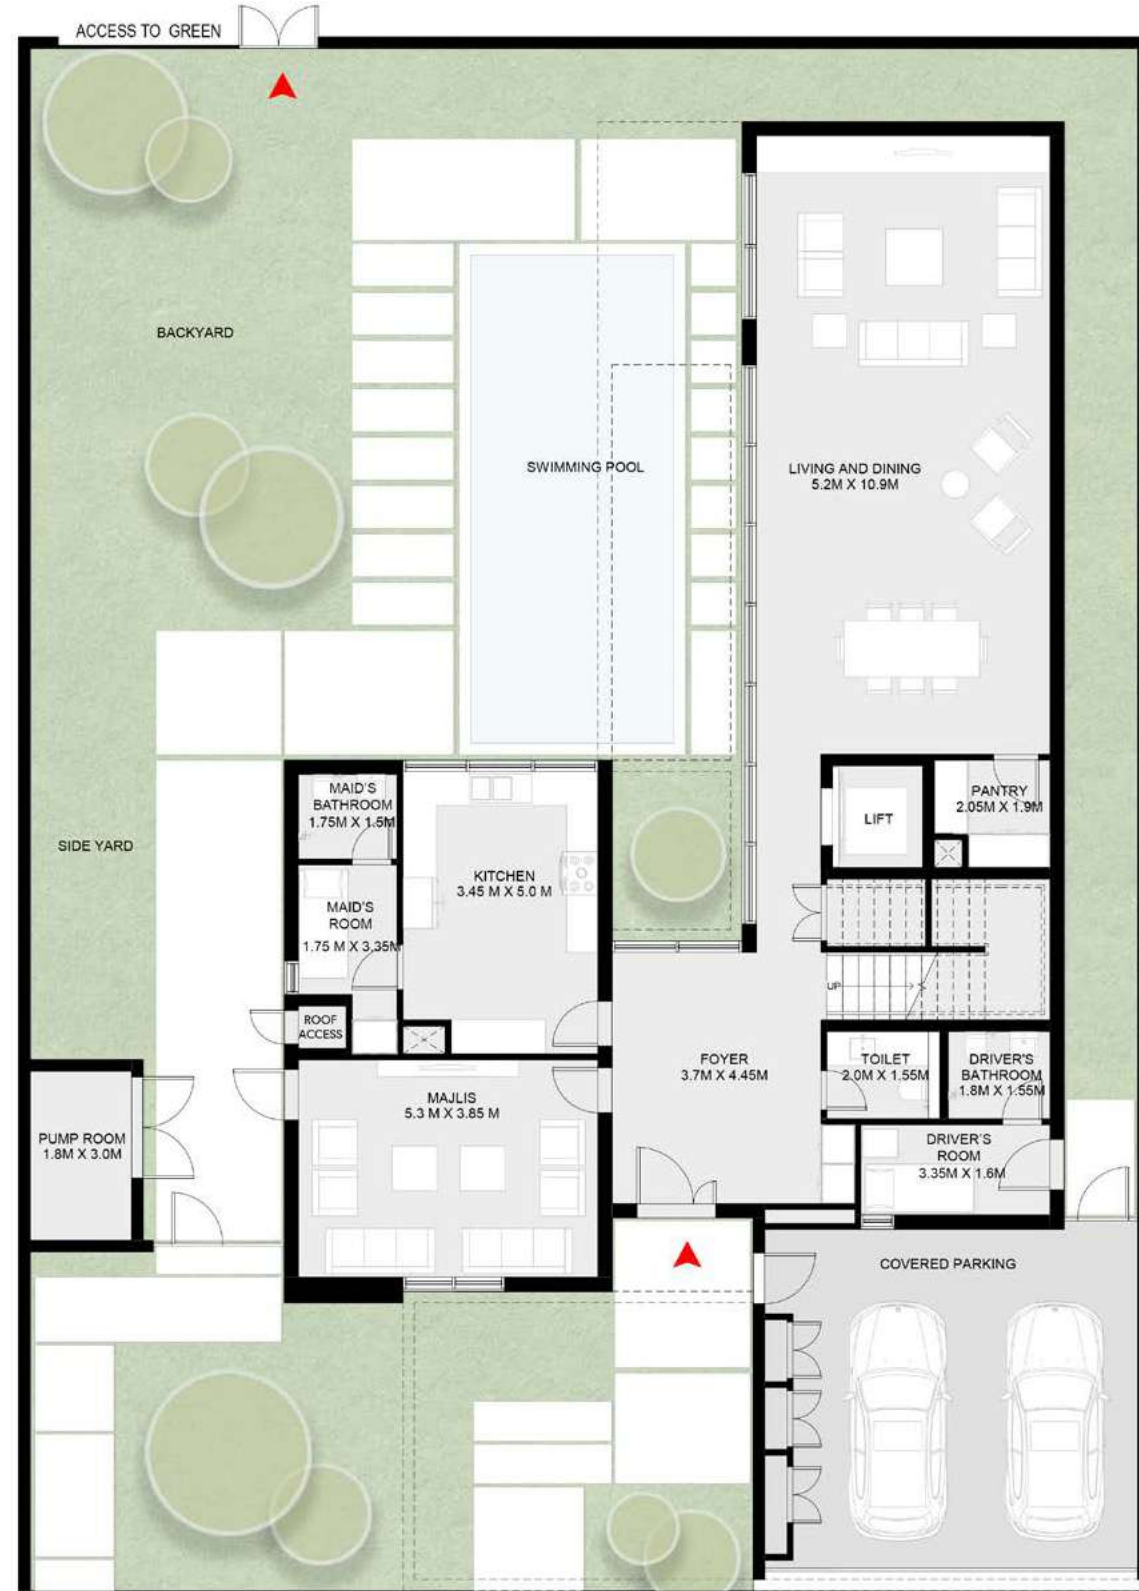 ACCESS TO GREEN
BACKYARD
SWIMMING POOL
LIVING AND DINING
5.2M X 10.9M
MAID'S
BATHROOM
1.75M X 1.5M
PANTRY
2.05M X 1.9M
LIFT
SIDE YARD
KITCHEN
3.45 M X 5.0 M
MAID'S
ROOM
1.75 M X 3.35M
UP
ROOF
ACCESS
FOYER
3.7M X 4.45M
TOILET
2.0M X 1.55M
DRIVER'S
BATHROOM
1.8M X 1.55M
MAJLIS
5.3 M X 3.85 M
PUMP ROOM
1.8M X 3.0M
DRIVER'S
ROOM
3.35M X 1.6M
COVERED PARKING